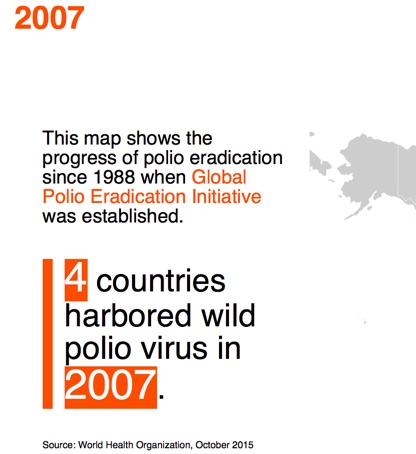 2007
This map shows the
progress of polio eradication
since 1988 when Global
Polio Eradication Initiative
was established.
4 countries
harbored wild
polio virus in
2007.
Source: World Health Organization, October 2015